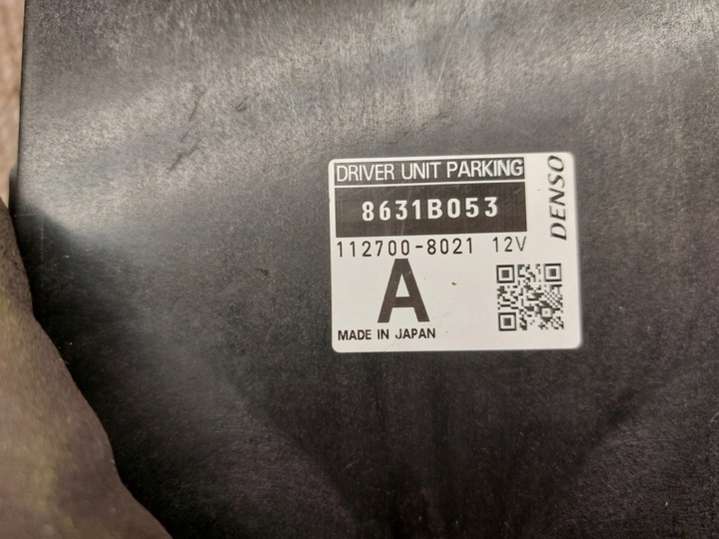 DRIVER UNIT PARKING
8631B053
112700-8021 12V
A
MADE IN JAPAN
DENSO